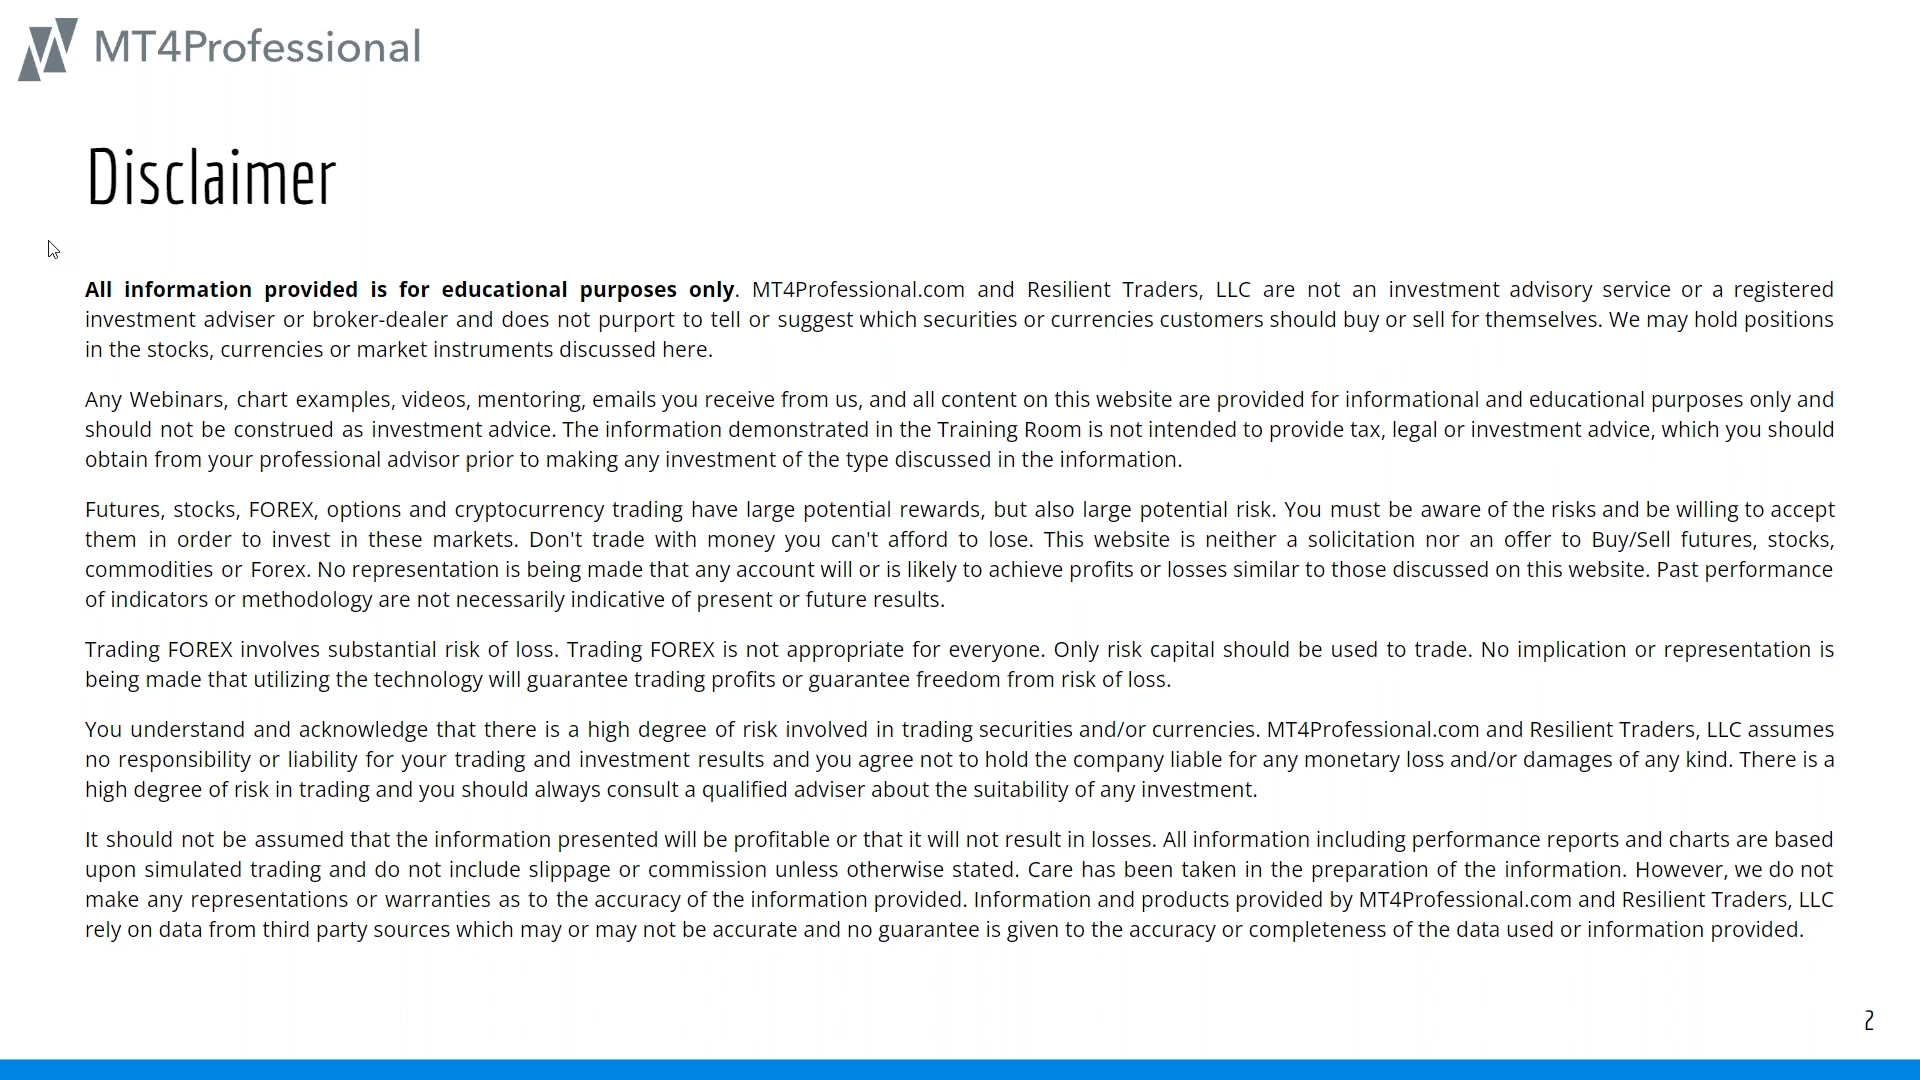 MT4Professional
Disclaimer
All information provided is for educational purposes only. MT4Professional.com and Resilient Traders, LLC are not an investment advisory service or a registered
investment adviser or broker-dealer and does not purport to tell or suggest which securities or currencies customers should buy or sell for themselves. We may hold positions
in the stocks, currencies or market instruments discussed here.
Any Webinars, chart examples, videos, mentoring, emails you receive from us, and all content on this website are provided for informational and educational purposes only and
should not be construed as investment advice. The information demonstrated in the Training Room is not intended to provide tax, legal or investment advice, which you should
obtain from your professional advisor prior to making any investment of the type discussed in the information.
Futures, stocks, FOREX, options and cryptocurrency trading have large potential rewards, but also large potential risk. You must be aware of the risks and be willing to accept
them in order to invest in these markets. Don't trade with money you can't afford to lose. This website is neither a solicitation nor an offer to Buy/Sell futures, stocks,
commodities or Forex. No representation is being made that any account will or is likely to achieve profits or losses similar to those discussed on this website. Past performance
of indicators or methodology are not necessarily indicative of present or future results.
Trading FOREX involves substantial risk of loss. Trading FOREX is not appropriate for everyone. Only risk capital should be used to trade. No implication or representation is
being made that utilizing the technology will guarantee trading profits or guarantee freedom from risk of loss.
You understand and acknowledge that there is a high degree of risk involved in trading securities and/or currencies. MT4Professional.com and Resilient Traders, LLC assumes
no responsibility or liability for your trading and investment results and you agree not to hold the company liable for any monetary loss and/or damages of any kind. There is a
high degree of risk in trading and you should always consult a qualified adviser about the suitability of any investment.
It should not be assumed that the information presented will be profitable or that it will not result in losses. All information including performance reports and charts are based
upon simulated trading and do not include slippage or commission unless otherwise stated. Care has been taken in the preparation of the information. However, we do not
make any representations or warranties as to the accuracy of the information provided. Information and products provided by MT4Professional.com and Resilient Traders, LLC
rely on data from third party sources which may or may not be accurate and no guarantee is given to the accuracy or completeness of the data used or information provided.
2